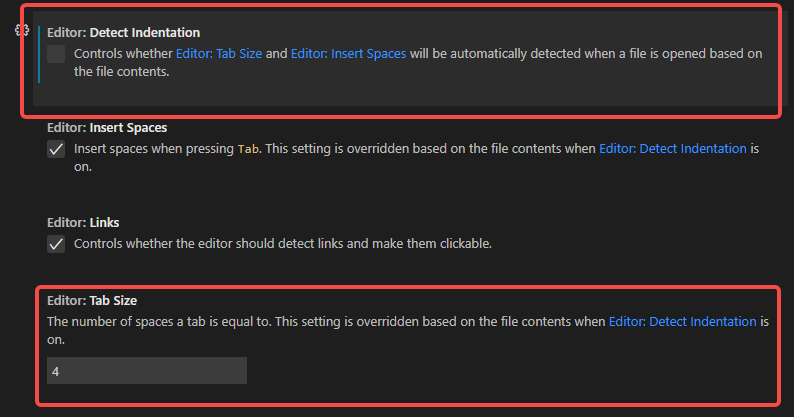 Editor: Detect Indentation
Controls whether Editor: Tab Size and Editor: Insert Spaces will be automatically detected when a file is opened based on
the file contents.
Editor: Insert Spaces
Insert spaces when pressing Tab. This setting is overridden based on the file contents when Editor: Detect Indentation is
on.
Editor: Links
Controls whether the editor should detect links and make them clickable.
Editor: Tab Size
The number of spaces a tab is equal to. This setting is overridden based on the file contents when Editor: Detect Indentation is
on.
4